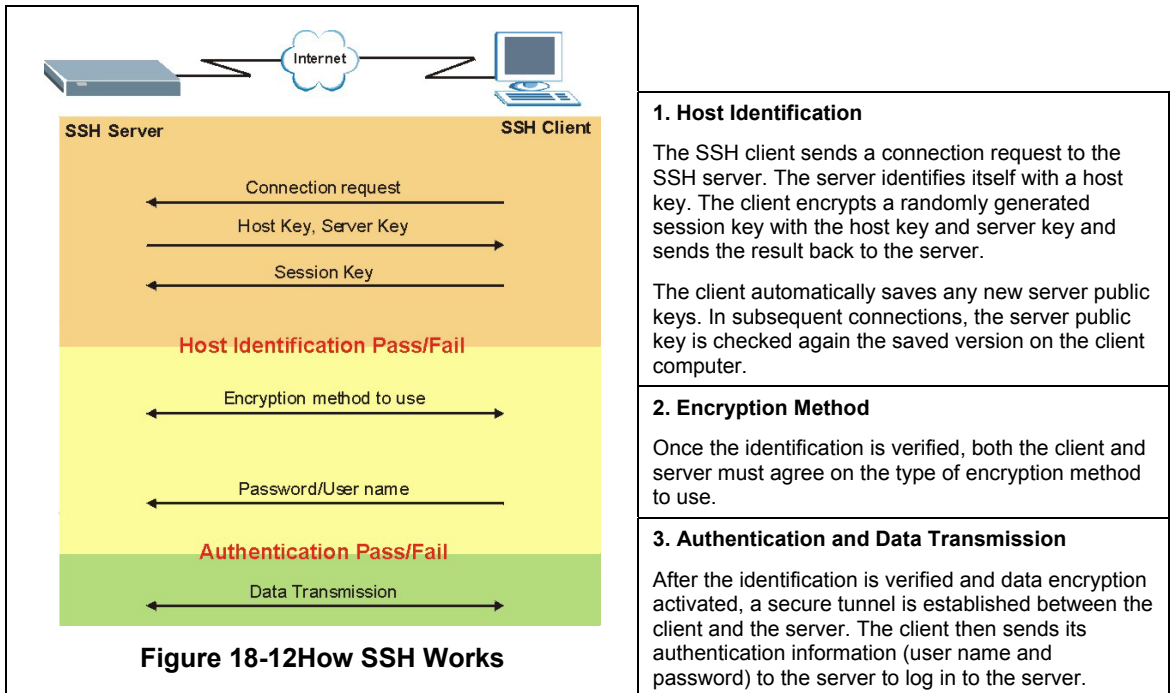 Internet
SSH Server
SSH Client
Connection request
Host Key, Server Key
Session Key
Host Identification Pass/Fail
Encryption method to use
Password/User name
Authentication Pass/Fail
Data Transmission
Figure 18-12How SSH Works
1. Host Identification
The SSH client sends a connection request to the
SSH server. The server identifies itself with a host
key. The client encrypts a randomly generated
session key with the host key and server key and
sends the result back to the server.
The client automatically saves any new server public
keys. In subsequent connections, the server public
key is checked again the saved version on the client
computer.
2. Encryption Method
Once the identification is verified, both the client and
server must agree on the type of encryption method
to use.
3. Authentication and Data Transmission
After the identification is verified and data encryption
activated, a secure tunnel is established between the
client and the server. The client then sends its
authentication information (user name and
password) to the server to log in to the server.